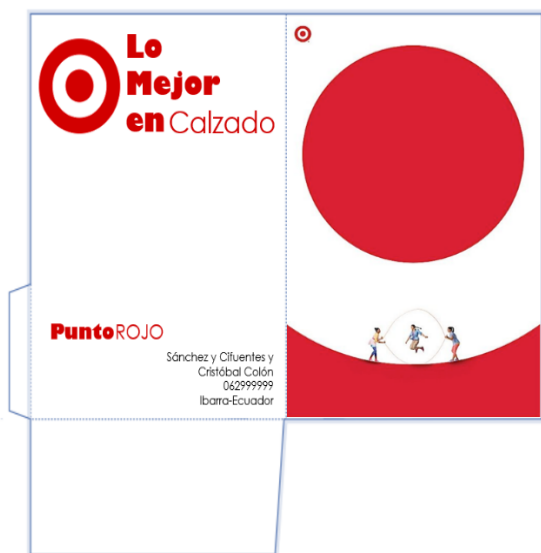 Lo
Mejor
en Calzado
PuntoROJO
Sánchez y Cifuentes y
Cristóbal Colón
062999999
Ibarra-Ecuador